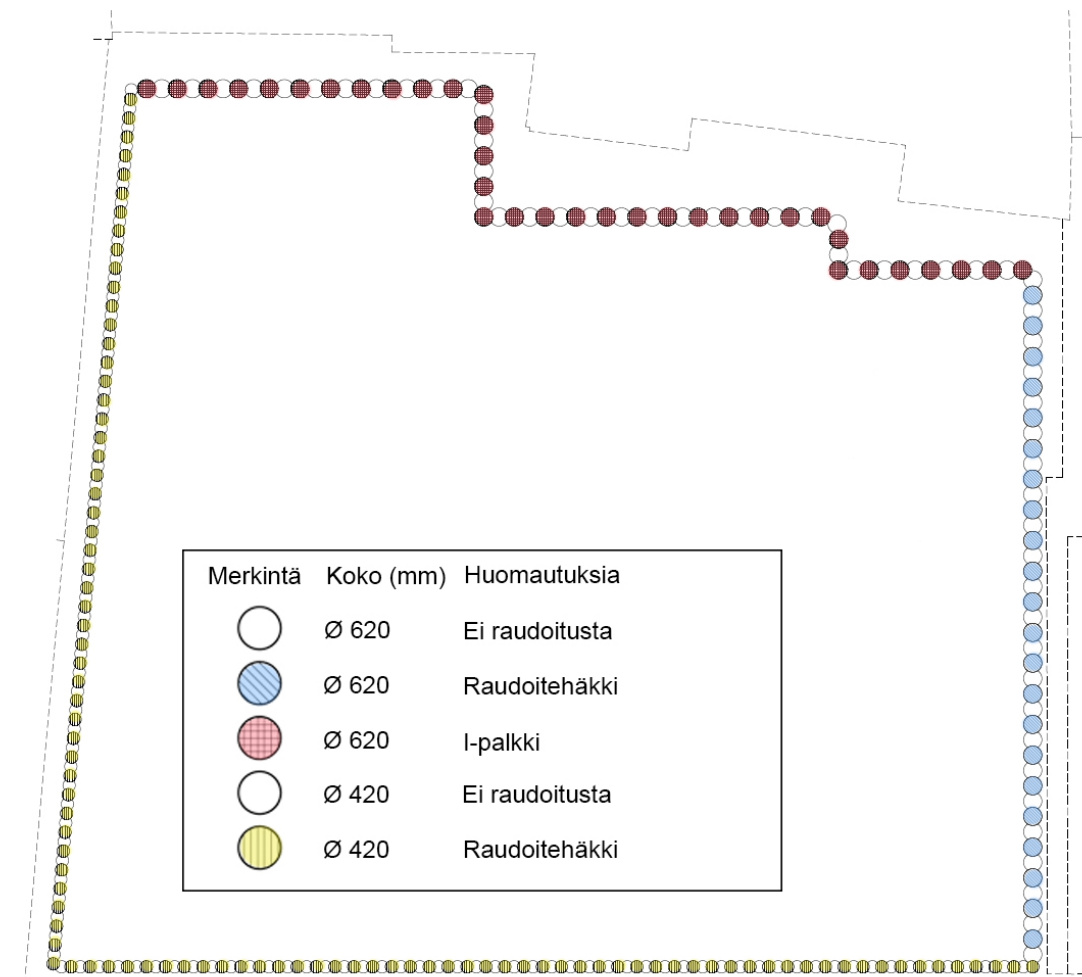 Merkintä Koko (mm) Huomautuksia
Ø 620 Ei raudoitusta
Ø 620 Raudoitehäkki
Ø 620 I-palkki
Ø 420 Ei raudoitusta
Ø 420 Raudoitehäkki